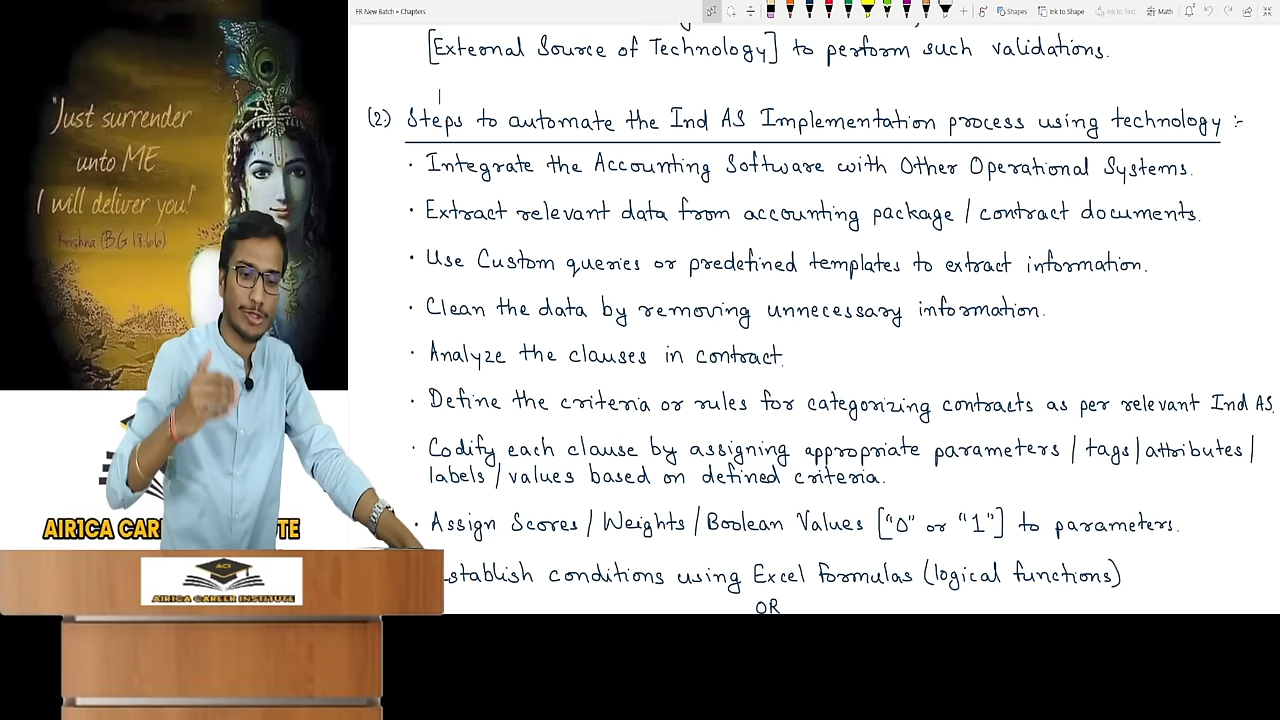 FR New Batch » Chapters
Shapes
Ink to Shape
Ink to Text
Math
[External Source of Technology] to perform such validations.
(2) Steps to automate the Ind AS Implementation process using technology :-
· Integrate the Accounting Software with Other Operational Systems.
· Extract relevant data from accounting package / contract documents.
· Use Custom queries or predefined templates to extract information.
· Clean the data by removing unnecessary information.
· Analyze the clauses in contract.
· Define the criteria or rules for categorizing contracts as per relevant Ind AS.
· Codify each clause by assigning appropriate parameters / tags / attributes /
labels / values based on defined criteria.
· Assign Scores / Weights / Boolean Values ["0" or "1"] to parameters.
stablish conditions using Excel formulas (logical functions)
OR
"Just surrender
unto ME
I will deliver you!"
Krishna (B.G 18:66)
AIRICA CAR TE
ACI
AIRICA CAREER INSTITUTE